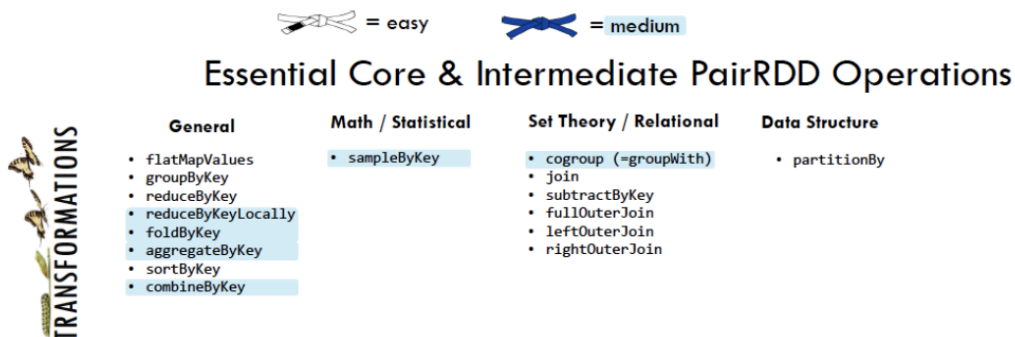 = easy
= medium
Essential Core & Intermediate PairRDD Operations
TRANSFORMATIONS
General
• flatMapValues
• groupByKey
• reduceByKey
• reduceByKeyLocally
• foldByKey
• aggregateByKey
• sortByKey
• combineByKey
Math / Statistical
• sampleByKey
Set Theory / Relational
• cogroup (=groupWith)
• join
• subtractByKey
• fullOuterJoin
• leftOuterJoin
• rightOuterJoin
Data Structure
• partitionBy